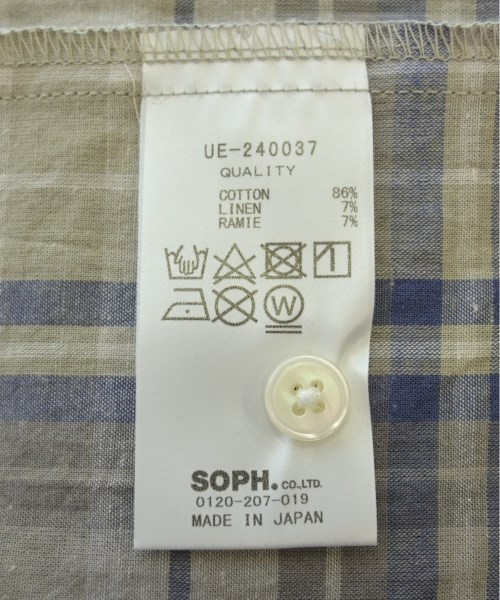 UE-240037
QUALITY
COTTON 86%
LINEN 7%
RAMIE 7%
W
SOPH. CO.,LTD.
0120-207-019
MADE IN JAPAN